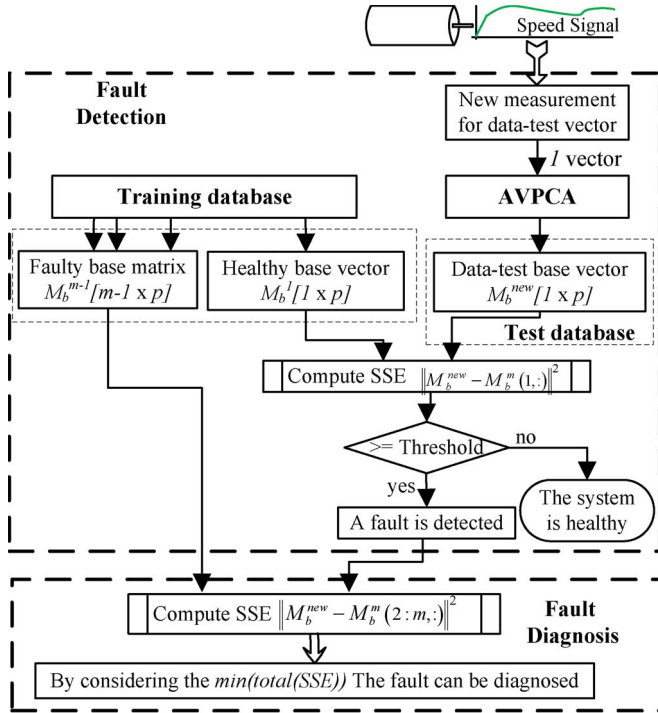 Speed Signal
Fault
Detection
New measurement
for data-test vector
1 vector
Training database
AVPCA
Faulty base matrix
M_b^{m-1}[m-1 x p]
Healthy base vector
M_b^1[1 x p]
Data-test base vector
M_b^{new}[1 x p]
Test database
Compute SSE ‖M_b^{new} − M_b^m (1,:)‖^2
>= Threshold
no
yes
The system
is healthy
A fault is detected
Compute SSE ‖M_b^{new} − M_b^m (2 : m,:)‖^2
Fault
Diagnosis
By considering the min(total(SSE)) The fault can be diagnosed